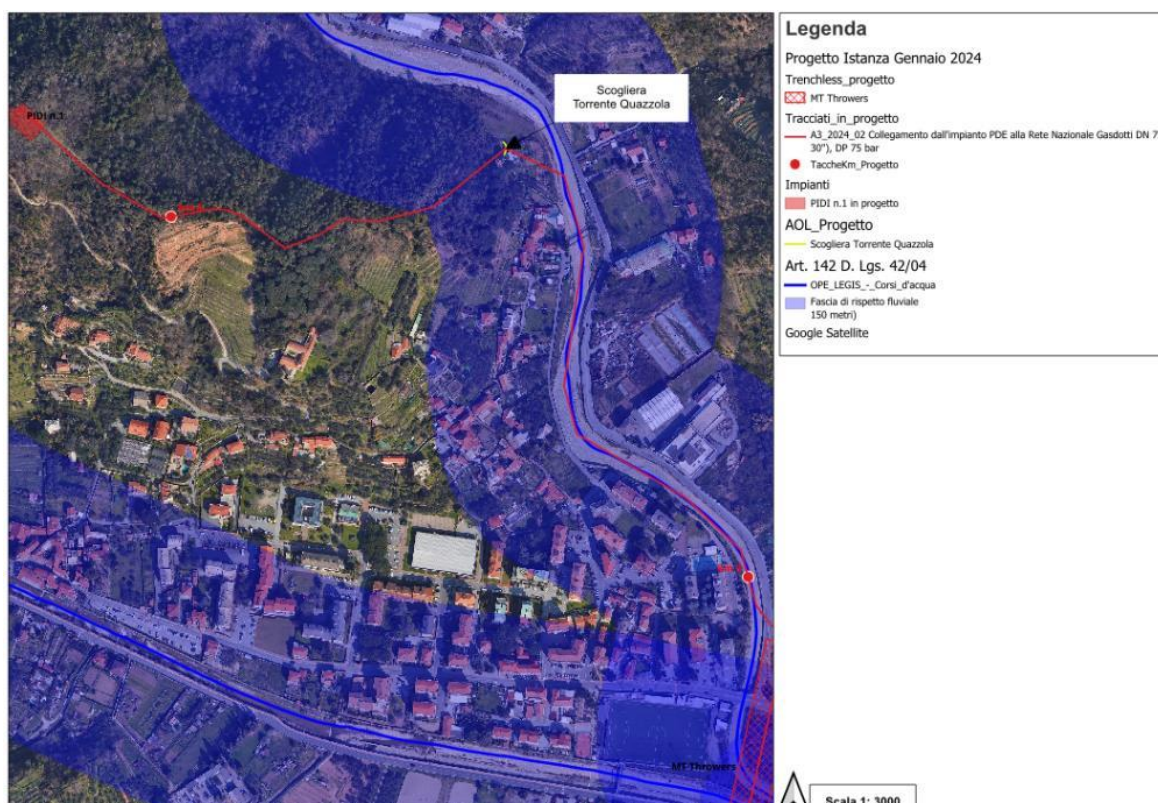 Scogliera
Torrente Quazzola
PIDI n.1
MT Throwers
Legenda
Progetto Istanza Gennaio 2024
Trenchless_progetto
MT Throwers
Tracciati_in_progetto
A3_2024_02 Collegamento dall'impianto PDE alla Rete Nazionale Gasdotti DN 7
30"), DP 75 bar
TaccheKm_Progetto
Impianti
PIDI n.1 in progetto
AOL_Progetto
Scogliera Torrente Quazzola
Art. 142 D. Lgs. 42/04
OPE_LEGIS_-_Corsi_d'acqua
Fascia di rispetto fluviale
150 metri)
Google Satellite
Scala 1: 3000